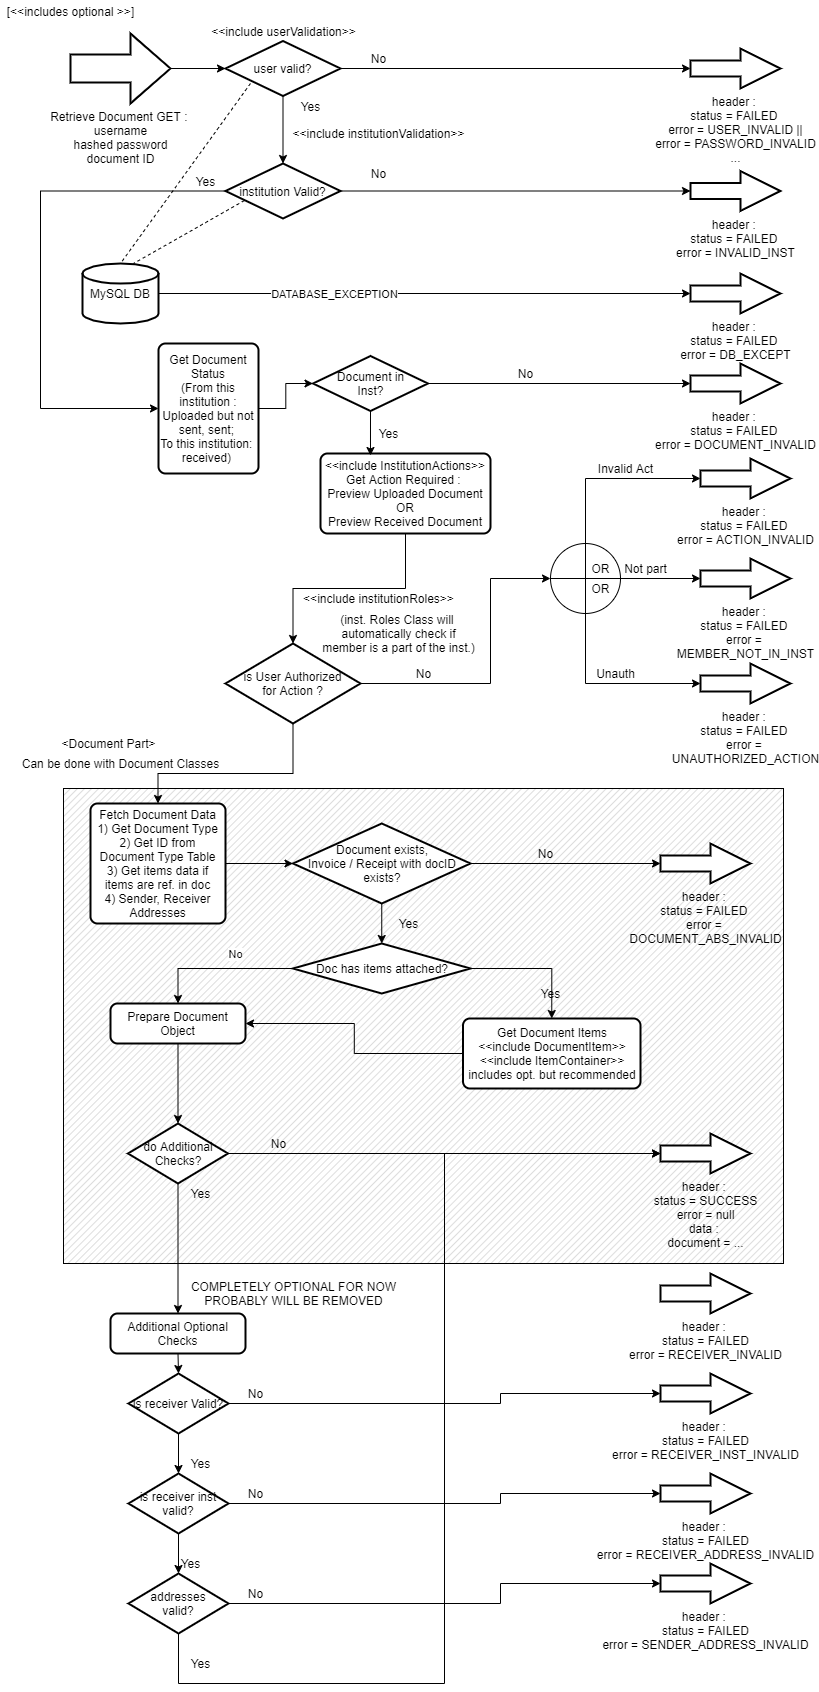 [<<includes optional >>]
<<include userValidation>>
user valid?
No
Retrieve Document GET :
username
hashed password
document ID
header :
status = FAILED
error = USER_INVALID ||
error = PASSWORD_INVALID
...
Yes
<<include institutionValidation>>
Yes
institution Valid?
No
header :
status = FAILED
error = INVALID_INST
MySQL DB
DATABASE_EXCEPTION
header :
status = FAILED
error = DB_EXCEPT
Get Document
Status
(From this
institution :
Uploaded but not
sent, sent;
To this institution:
received)
Document in
Inst?
No
header :
status = FAILED
error = DOCUMENT_INVALID
Yes
<<include InstitutionActions>>
Get Action Required :
Preview Uploaded Document
OR
Preview Received Document
Invalid Act
header :
status = FAILED
error = ACTION_INVALID
OR
OR
Not part
header :
status = FAILED
error =
MEMBER_NOT_IN_INST
<<include institutionRoles>>
(inst. Roles Class will
automatically check if
member is a part of the inst.)
is User Authorized
for Action ?
No
Unauth
header :
status = FAILED
error =
UNAUTHORIZED_ACTION
<Document Part>
Can be done with Document Classes
Fetch Document Data
1) Get Document Type
2) Get ID from
Document Type Table
3) Get items data if
items are ref. in doc
4) Sender, Receiver
Addresses
Document exists,
Invoice / Receipt with docID
exists?
No
header :
status = FAILED
error =
DOCUMENT_ABS_INVALID
Yes
No
Doc has items attached?
Yes
Prepare Document
Object
Get Document Items
<<include DocumentItem>>
<<include ItemContainer>>
includes opt. but recommended
do Additional
Checks?
No
header :
status = SUCCESS
error = null
data :
document = ...
Yes
COMPLETELY OPTIONAL FOR NOW
PROBABLY WILL BE REMOVED
Additional Optional
Checks
header :
status = FAILED
error = RECEIVER_INVALID
is receiver Valid?
No
header :
status = FAILED
error = RECEIVER_INST_INVALID
Yes
is receiver inst
valid?
No
header :
status = FAILED
error = RECEIVER_ADDRESS_INVALID
Yes
addresses
valid?
No
header :
status = FAILED
error = SENDER_ADDRESS_INVALID
Yes